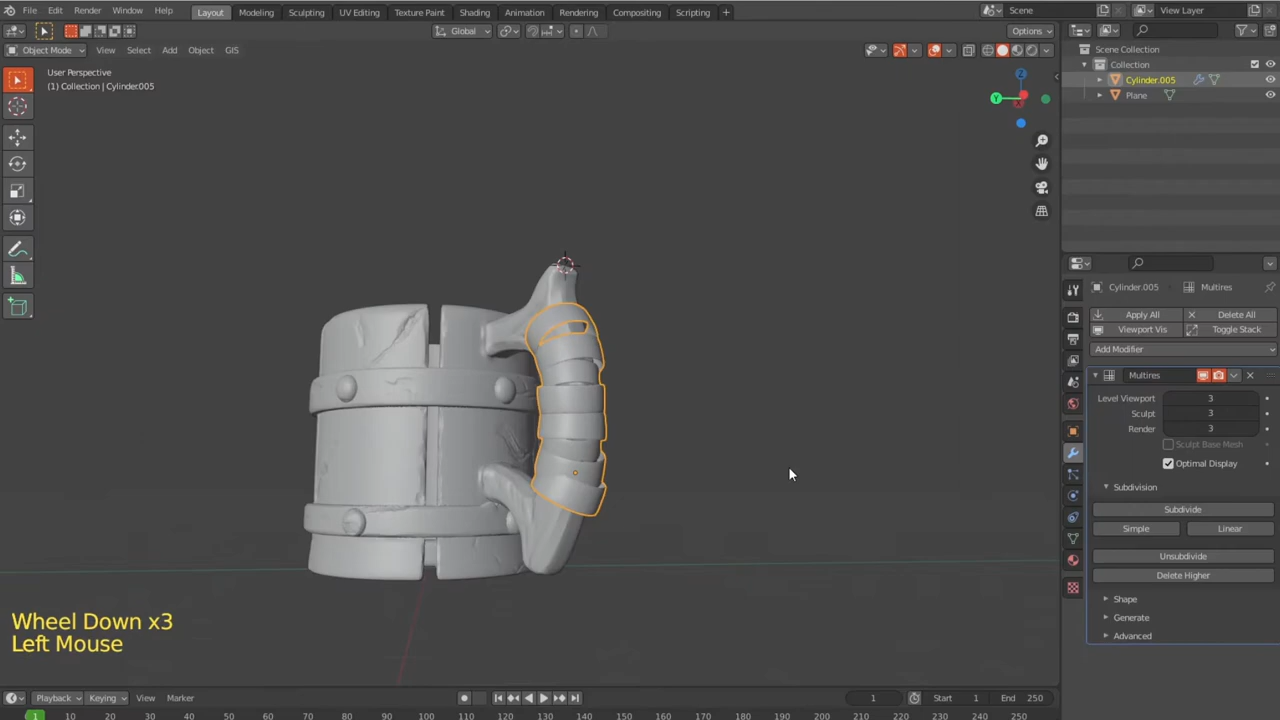 File Edit Render Window Help Layout Modeling Sculpting UV Editing Texture Paint Shading Animation Rendering Compositing Scripting + Scene View Layer
Global Options
Object Mode View Select Add Object GIS
Scene Collection
Collection
Cylinder.005
Plane
User Perspective
(1) Collection | Cylinder.005
Z
Y
Cylinder.005 Multires
Apply All Delete All
Viewport Vis Toggle Stack
Add Modifier
Multires
Level Viewport 3
Sculpt 3
Render 3
Sculpt Base Mesh
Optimal Display
Subdivision
Subdivide
Simple Linear
Unsubdivide
Delete Higher
Shape
Generate
Advanced
Wheel Down x3
Left Mouse
Playback Keying View Marker 1 Start 1 End 250
1 10 20 30 40 50 60 70 80 90 100 110 120 130 140 150 160 170 180 190 200 210 220 230 240 250